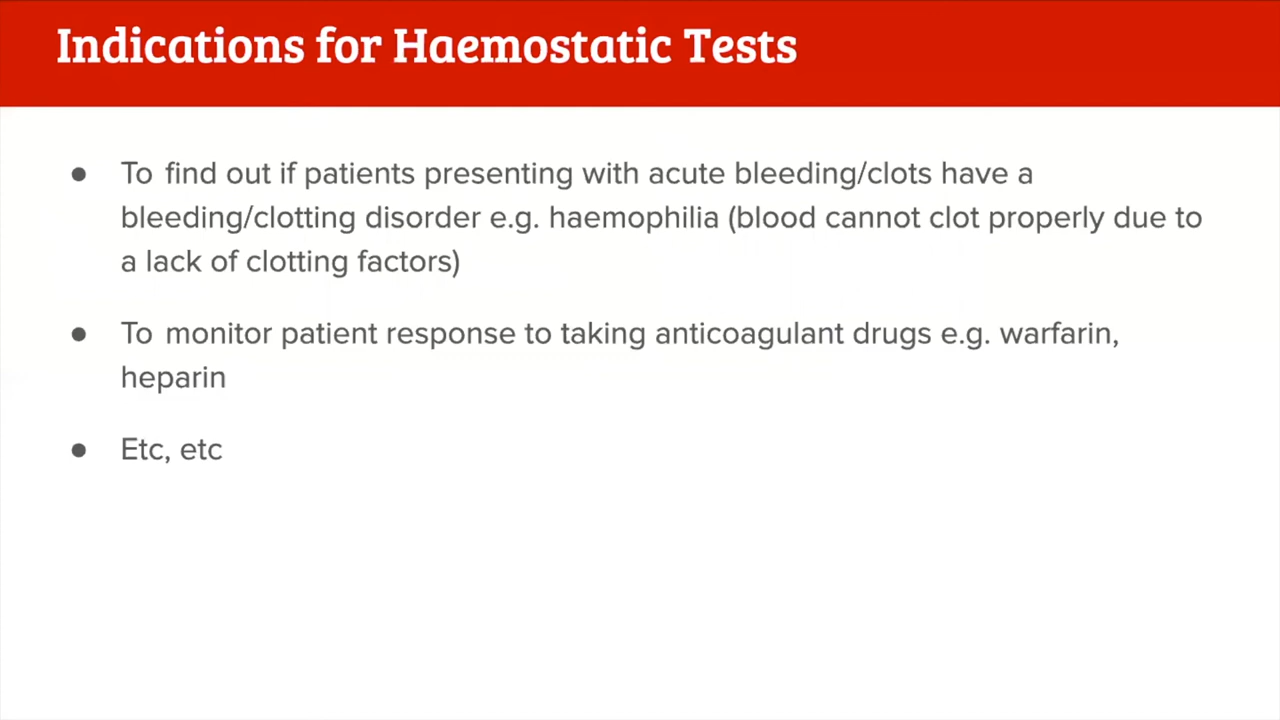 Indications for Haemostatic Tests
● To find out if patients presenting with acute bleeding/clots have a
bleeding/clotting disorder e.g. haemophilia (blood cannot clot properly due to
a lack of clotting factors)
● To monitor patient response to taking anticoagulant drugs e.g. warfarin,
heparin
● Etc, etc